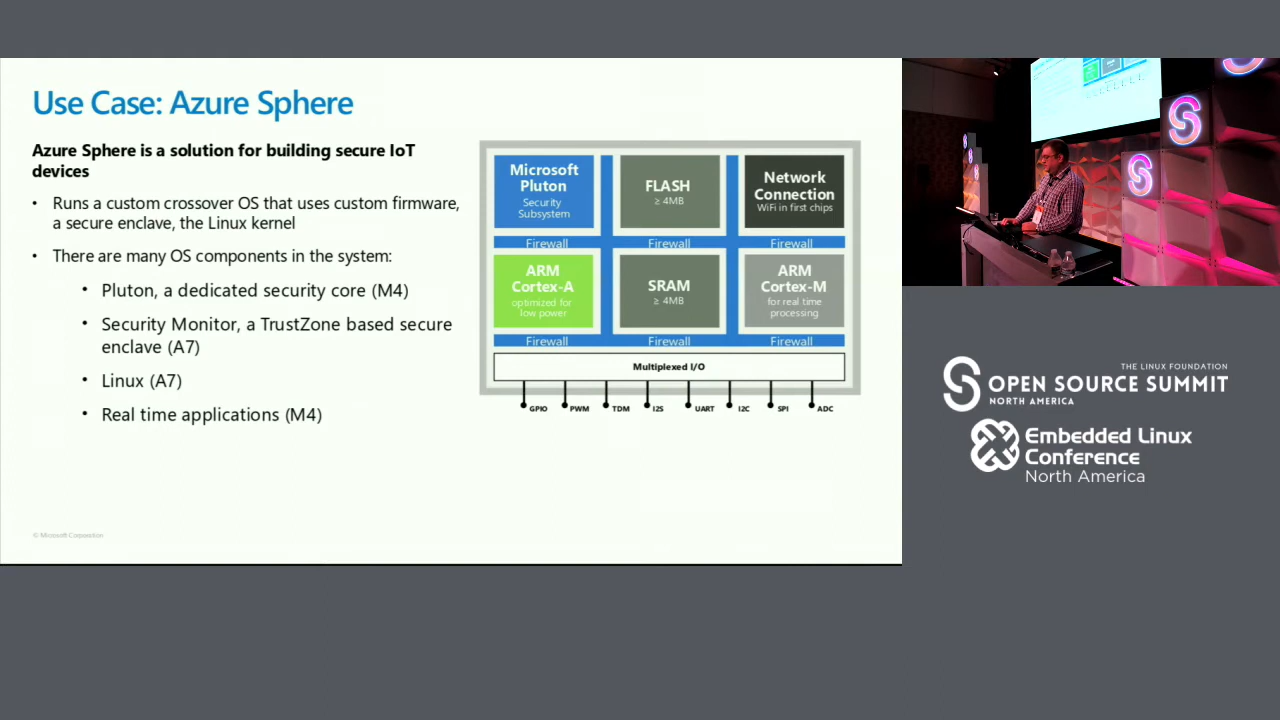 Use Case: Azure Sphere
Azure Sphere is a solution for building secure IoT
devices
• Runs a custom crossover OS that uses custom firmware,
a secure enclave, the Linux kernel
• There are many OS components in the system:
• Pluton, a dedicated security core (M4)
• Security Monitor, a TrustZone based secure
enclave (A7)
• Linux (A7)
• Real time applications (M4)
© Microsoft Corporation
Microsoft
Pluton
Security
Subsystem
FLASH
≥ 4MB
Network
Connection
WiFi in first chips
Firewall
Firewall
Firewall
ARM
Cortex-A
optimized for
low power
SRAM
≥ 4MB
ARM
Cortex-M
for real time
processing
Firewall
Firewall
Firewall
Multiplexed I/O
GPIO
PWM
TDM
I2S
UART
I2C
SPI
ADC
THE LINUX FOUNDATION
OPEN SOURCE SUMMIT
NORTH AMERICA
Embedded Linux
Conference
North America